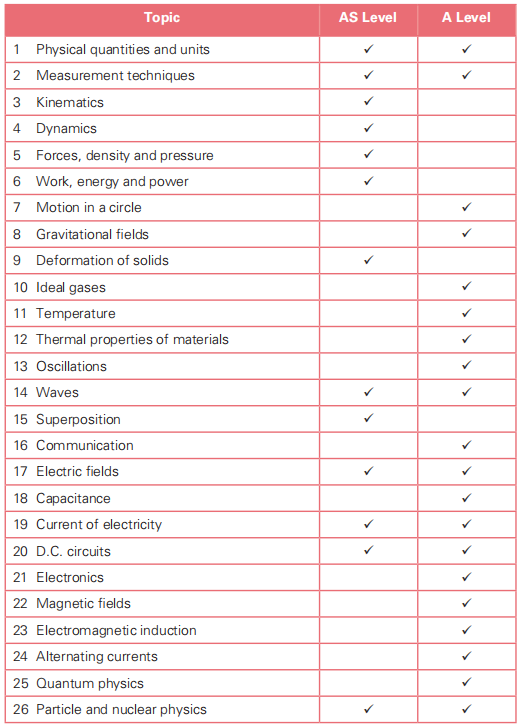 Topic AS Level A Level
1 Physical quantities and units ✓ ✓
2 Measurement techniques ✓ ✓
3 Kinematics ✓
4 Dynamics ✓
5 Forces, density and pressure ✓
6 Work, energy and power ✓
7 Motion in a circle ✓
8 Gravitational fields ✓
9 Deformation of solids ✓
10 Ideal gases ✓
11 Temperature ✓
12 Thermal properties of materials ✓
13 Oscillations ✓
14 Waves ✓ ✓
15 Superposition ✓
16 Communication ✓
17 Electric fields ✓ ✓
18 Capacitance ✓
19 Current of electricity ✓ ✓
20 D.C. circuits ✓ ✓
21 Electronics ✓
22 Magnetic fields ✓
23 Electromagnetic induction ✓
24 Alternating currents ✓
25 Quantum physics ✓
26 Particle and nuclear physics ✓ ✓